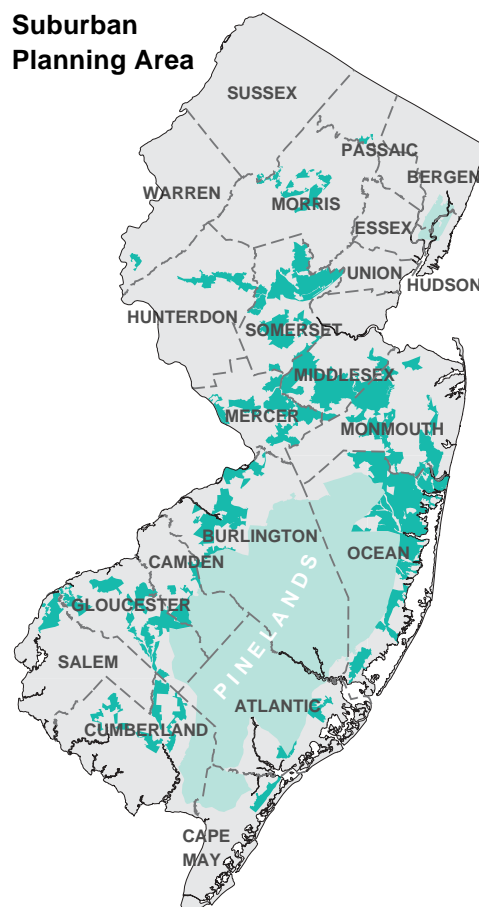 Suburban
Planning Area
SUSSEX
PASSAIC
BERGEN
WARREN
MORRIS
ESSEX
UNION
HUDSON
HUNTERDON
SOMERSET
MIDDLESEX
MERCER
MONMOUTH
BURLINGTON
OCEAN
CAMDEN
PINELANDS
GLOUCESTER
SALEM
ATLANTIC
CUMBERLAND
CAPE
MAY